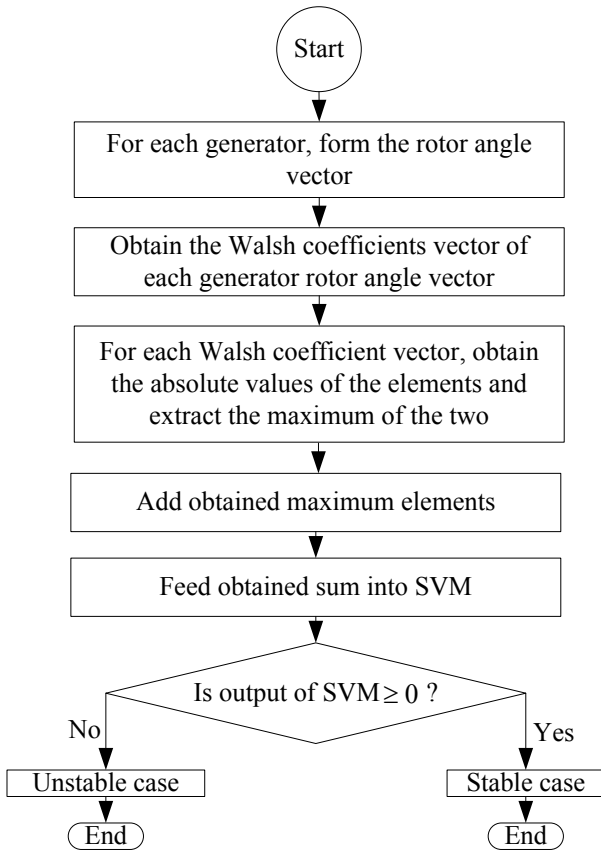 Start
For each generator, form the rotor angle
vector
Obtain the Walsh coefficients vector of
each generator rotor angle vector
For each Walsh coefficient vector, obtain
the absolute values of the elements and
extract the maximum of the two
Add obtained maximum elements
Feed obtained sum into SVM
Is output of SVM ≥ 0 ?
No
Yes
Unstable case
Stable case
End
End